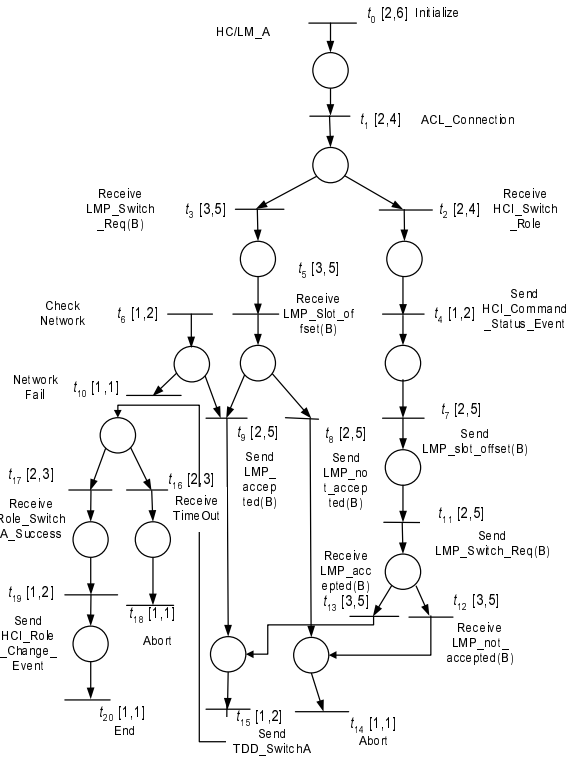 t0 [2,6] Initialize
HC/LM_A
t1 [2,4] ACL_Connection
Receive
LMP_Switch
_Req(B)
t3 [3,5]
t2 [2,4]
Receive
HCI_Switch
_Role
t5 [3,5]
Receive
LMP_Slot_of
fset(B)
Check
Network
t6 [1,2]
t4 [1,2]
Send
HCI_Command
_Status_Event
Network
Fail
t10 [1,1]
t9 [2,5]
Send
LMP_
accep
ted(B)
t8 [2,5]
Send
LMP_no
t_accep
ted(B)
t7 [2,5]
Send
LMP_slot_offset(B)
t17 [2,3]
Receive
Role_Switch
A_Success
t16 [2,3]
Receive
TimeOut
t11 [2,5]
Send
LMP_Switch_Req(B)
Receive
LMP_acc
epted(B)
t13 [3,5]
t12 [3,5]
Receive
LMP_not_
accepted(B)
t19 [1,2]
Send
HCI_Role
_Change_
Event
t18 [1,1]
Abort
t20 [1,1]
End
t15 [1,2]
Send
TDD_SwitchA
t14 [1,1]
Abort